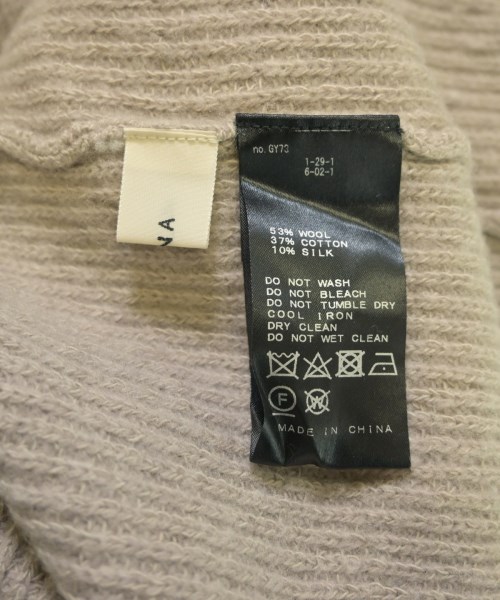 NA
no. GY7S
1-29-1
6-02-1
53% WOOL
37% COTTON
10% SILK
DO NOT WASH
DO NOT BLEACH
DO NOT TUMBLE DRY
COOL IRON
DRY CLEAN
DO NOT WET CLEAN
F W
MADE IN CHINA